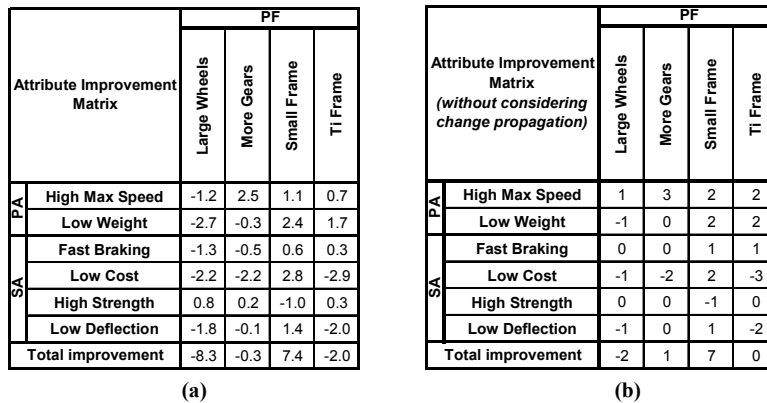 PF
Attribute Improvement Matrix
Large Wheels
More Gears
Small Frame
Ti Frame
PA
High Max Speed -1.2 2.5 1.1 0.7
Low Weight -2.7 -0.3 2.4 1.7
SA
Fast Braking -1.3 -0.5 0.6 0.3
Low Cost -2.2 -2.2 2.8 -2.9
High Strength 0.8 0.2 -1.0 0.3
Low Deflection -1.8 -0.1 1.4 -2.0
Total improvement -8.3 -0.3 7.4 -2.0
(a)
PF
Attribute Improvement
Matrix
(without considering
change propagation)
Large Wheels
More Gears
Small Frame
Ti Frame
PA
High Max Speed 1 3 2 2
Low Weight -1 0 2 2
SA
Fast Braking 0 0 1 1
Low Cost -1 -2 2 -3
High Strength 0 0 -1 0
Low Deflection -1 0 1 -2
Total improvement -2 1 7 0
(b)